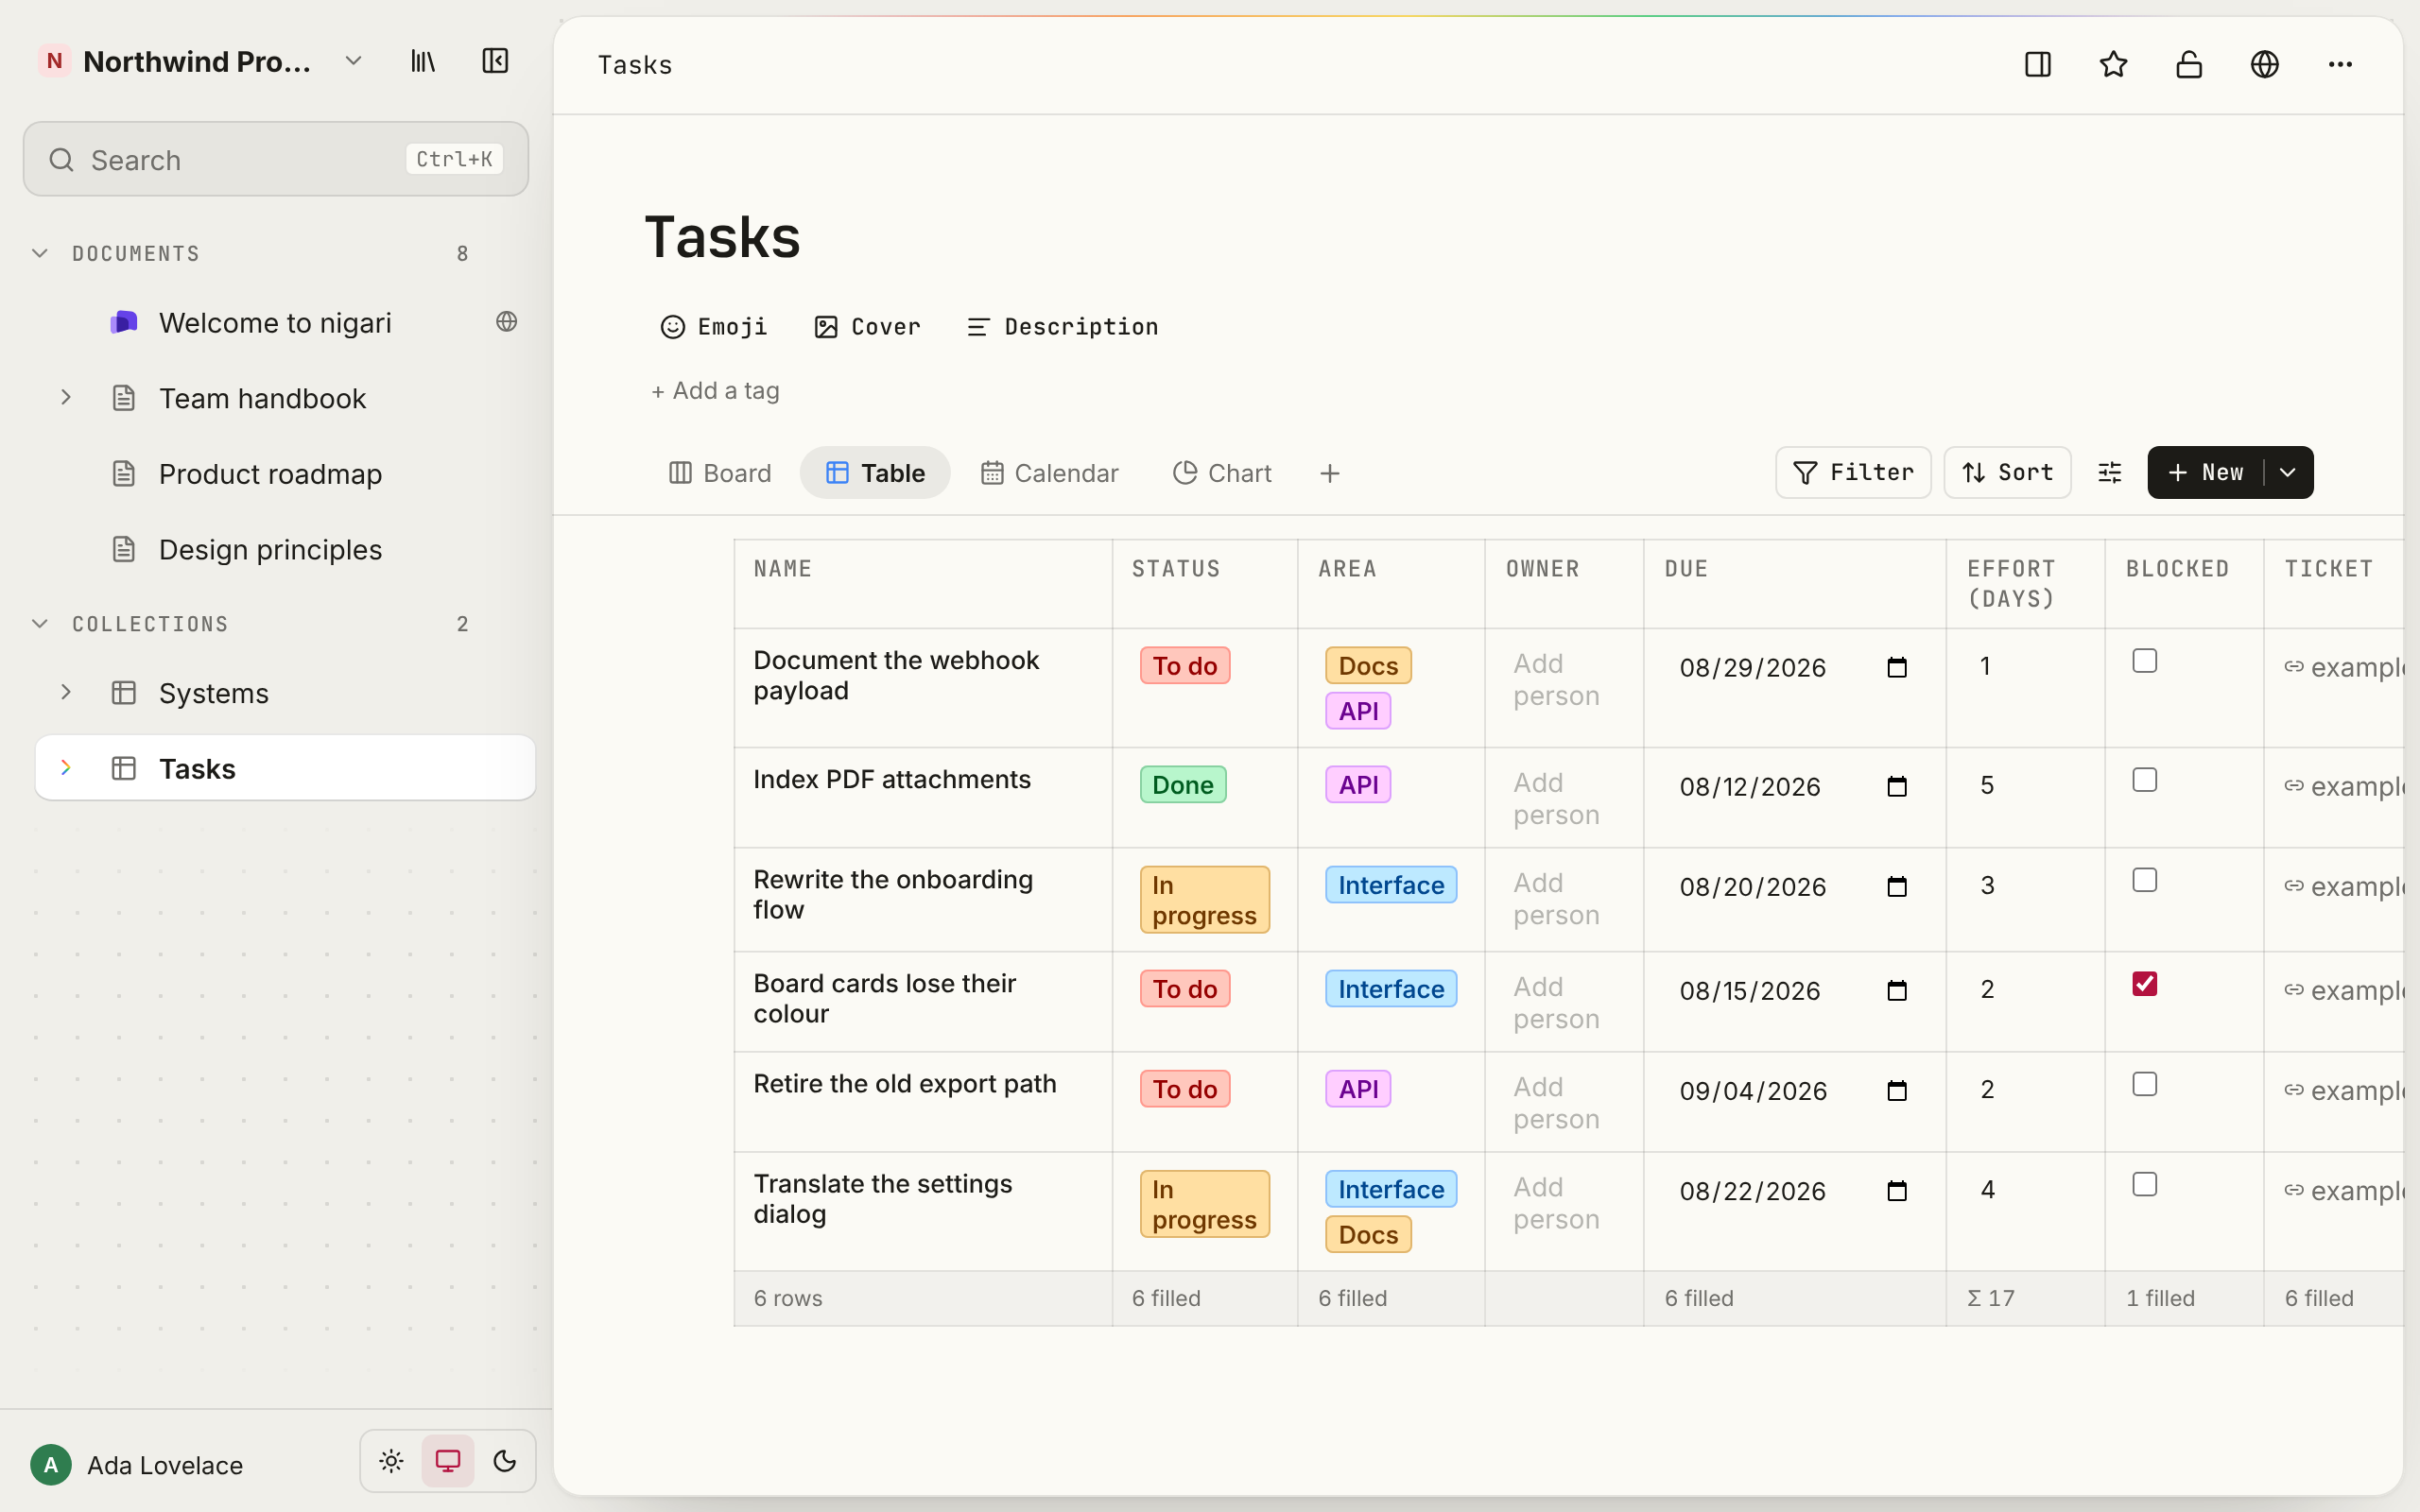 N Northwind Pro...
Search Ctrl+K
DOCUMENTS 8
Welcome to nigari
Team handbook
Product roadmap
Design principles
COLLECTIONS 2
Systems
Tasks
A Ada Lovelace
Tasks
Tasks
Emoji Cover Description
+ Add a tag
Board Table Calendar Chart + Filter Sort + New
NAME STATUS AREA OWNER DUE EFFORT (DAYS) BLOCKED TICKET
Document the webhook payload To do Docs API Add person 08/29/2026 1 example
Index PDF attachments Done API Add person 08/12/2026 5 example
Rewrite the onboarding flow In progress Interface Add person 08/20/2026 3 example
Board cards lose their colour To do Interface Add person 08/15/2026 2 example
Retire the old export path To do API Add person 09/04/2026 2 example
Translate the settings dialog In progress Interface Docs Add person 08/22/2026 4 example
6 rows 6 filled 6 filled 6 filled Σ 17 1 filled 6 filled